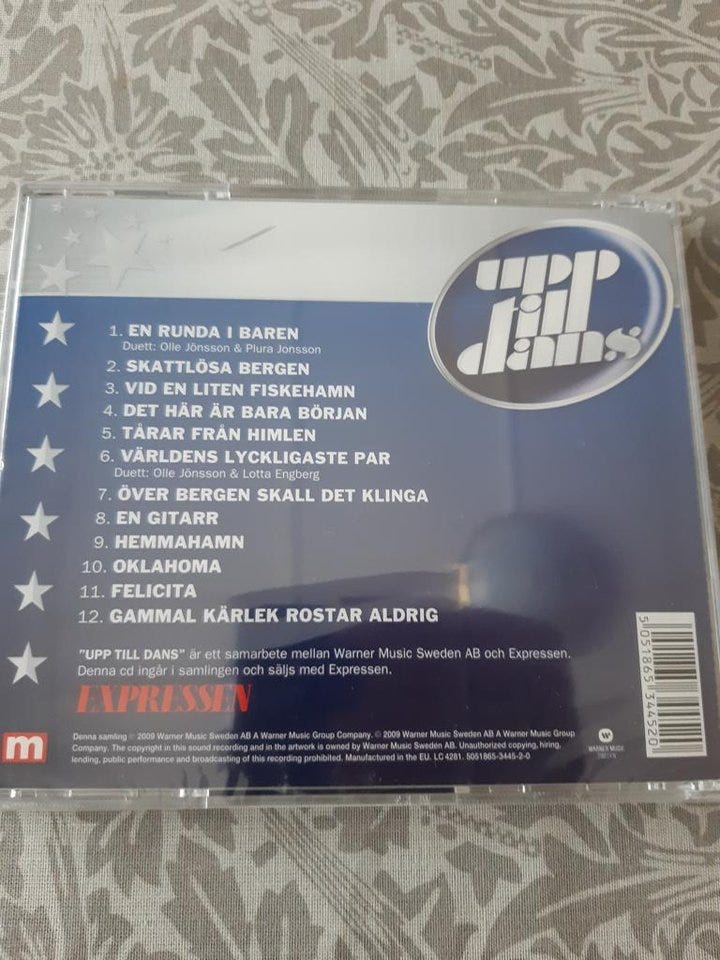 upp
till
dans
1. EN RUNDA I BAREN
Duett: Olle Jönsson & Plura Jonsson
2. SKATTLÖSA BERGEN
3. VID EN LITEN FISKEHAMN
4. DET HÄR ÄR BARA BÖRJAN
5. TÅRAR FRÅN HIMLEN
6. VÄRLDENS LYCKLIGASTE PAR
Duett: Olle Jönsson & Lotta Engberg
7. ÖVER BERGEN SKALL DET KLINGA
8. EN GITARR
9. HEMMAHAMN
10. OKLAHOMA
11. FELICITA
12. GAMMAL KÄRLEK ROSTAR ALDRIG
"UPP TILL DANS" är ett samarbete mellan Warner Music Sweden AB och Expressen.
Denna cd ingår i samlingen och säljs med Expressen.
EXPRESSEN
m
Denna samling ℗ 2009 Warner Music Sweden AB A Warner Music Group Company. © 2009 Warner Music Sweden AB A Warner Music Group
Company. The copyright in this sound recording and in the artwork is owned by Warner Music Sweden AB. Unauthorized copying, hiring,
lending, public performance and broadcasting of this recording prohibited. Manufactured in the EU. LC 4281. 5051865-3445-2-0
WARNER MUSIC
SWEDEN
5 051865 344520